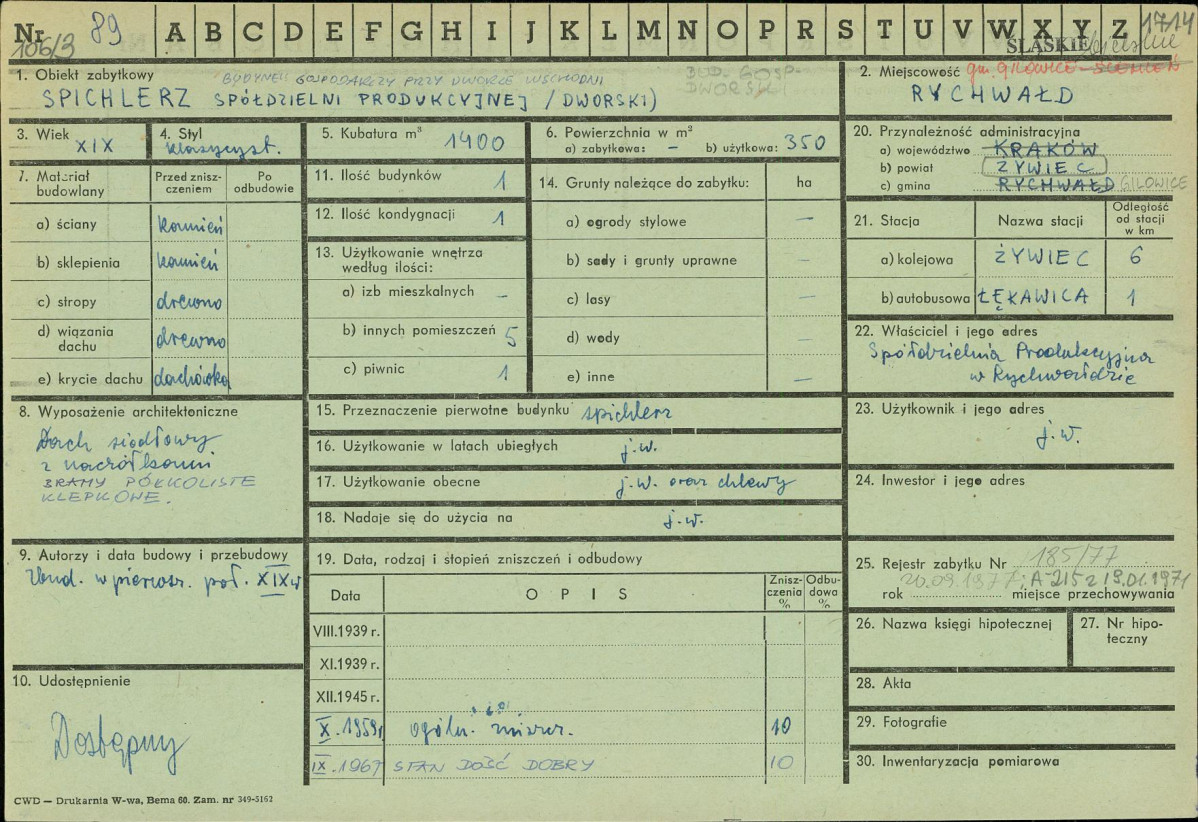 Nr 89 A B C D E F G H I J K L M N O P R S T U V W X Y Z 1714
106/3 ŚLĄSKIE bielskie
1. Obiekt zabytkowy BUDYNEK GOSPODARCZY PRZY DWORZE WSCHODNI BUD. GOSP. DWORSKI
SPICHLERZ SPÓŁDZIELNI PRODUKCYJNEJ /DWORSKI)
2. Miejscowość gm. GILOWICE - ŚLEMIEŃ
RYCHWAŁD
3. Wiek XIX
4. Styl klasycyst.
5. Kubatura m³ 1400
6. Powierzchnia w m²
a) zabytkowa: — b) użytkowa: 350
7. Materiał budowlany Przed zniszczeniem Po odbudowie
a) ściany kamień
b) sklepienia kamień
c) stropy drewno
d) wiązania dachu drewno
e) krycie dachu dachówka
8. Wyposażenie architektoniczne
Dach siodłowy
z naczółkami
BRAMY PÓŁKOLISTE
KLEPKOWE.
9. Autorzy i data budowy i przebudowy
Zbud. w pierwsz. poł. XIX w
10. Udostępnienie
Dostępny
11. Ilość budynków 1
12. Ilość kondygnacji 1
13. Użytkowanie wnętrza według ilości:
a) izb mieszkalnych –
b) innych pomieszczeń 5
c) piwnic 1
14. Grunty należące do zabytku: ha
a) ogrody stylowe —
b) sady i grunty uprawne —
c) lasy —
d) wody —
e) inne —
15. Przeznaczenie pierwotne budynku spichlerz
16. Użytkowanie w latach ubiegłych j.w.
17. Użytkowanie obecne j.w. oraz chlewy
18. Nadaje się do użycia na j.w.
19. Data, rodzaj i stopień zniszczeń i odbudowy
Data OPIS Zniszczenia % Odbudowa %
VIII.1939 r.
XI.1939 r.
XII.1945 r.
X.1959r ogóln. niszcz. 10
IX.1967 STAN DOŚĆ DOBRY 10
20. Przynależność administracyjna
a) województwo KRAKÓW
b) powiat ŻYWIEC
c) gmina RYCHWAŁD GILOWICE
21. Stacja Nazwa stacji Odległość od stacji w km
a) kolejowa ŻYWIEC 6
b) autobusowa ŁĘKAWICA 1
22. Właściciel i jego adres
Spółdzielnia Produkcyjna
w Rychwałdzie
23. Użytkownik i jego adres
j.w.
24. Inwestor i jego adres
25. Rejestr zabytku Nr 185/77
20.09.1977; A-215 z 19.01.1971
rok miejsce przechowywania
26. Nazwa księgi hipotecznej
27. Nr hipoteczny
28. Akta
29. Fotografie
30. Inwentaryzacja pomiarowa
CWD — Drukarnia W-wa, Bema 60. Zam. nr 349-5162